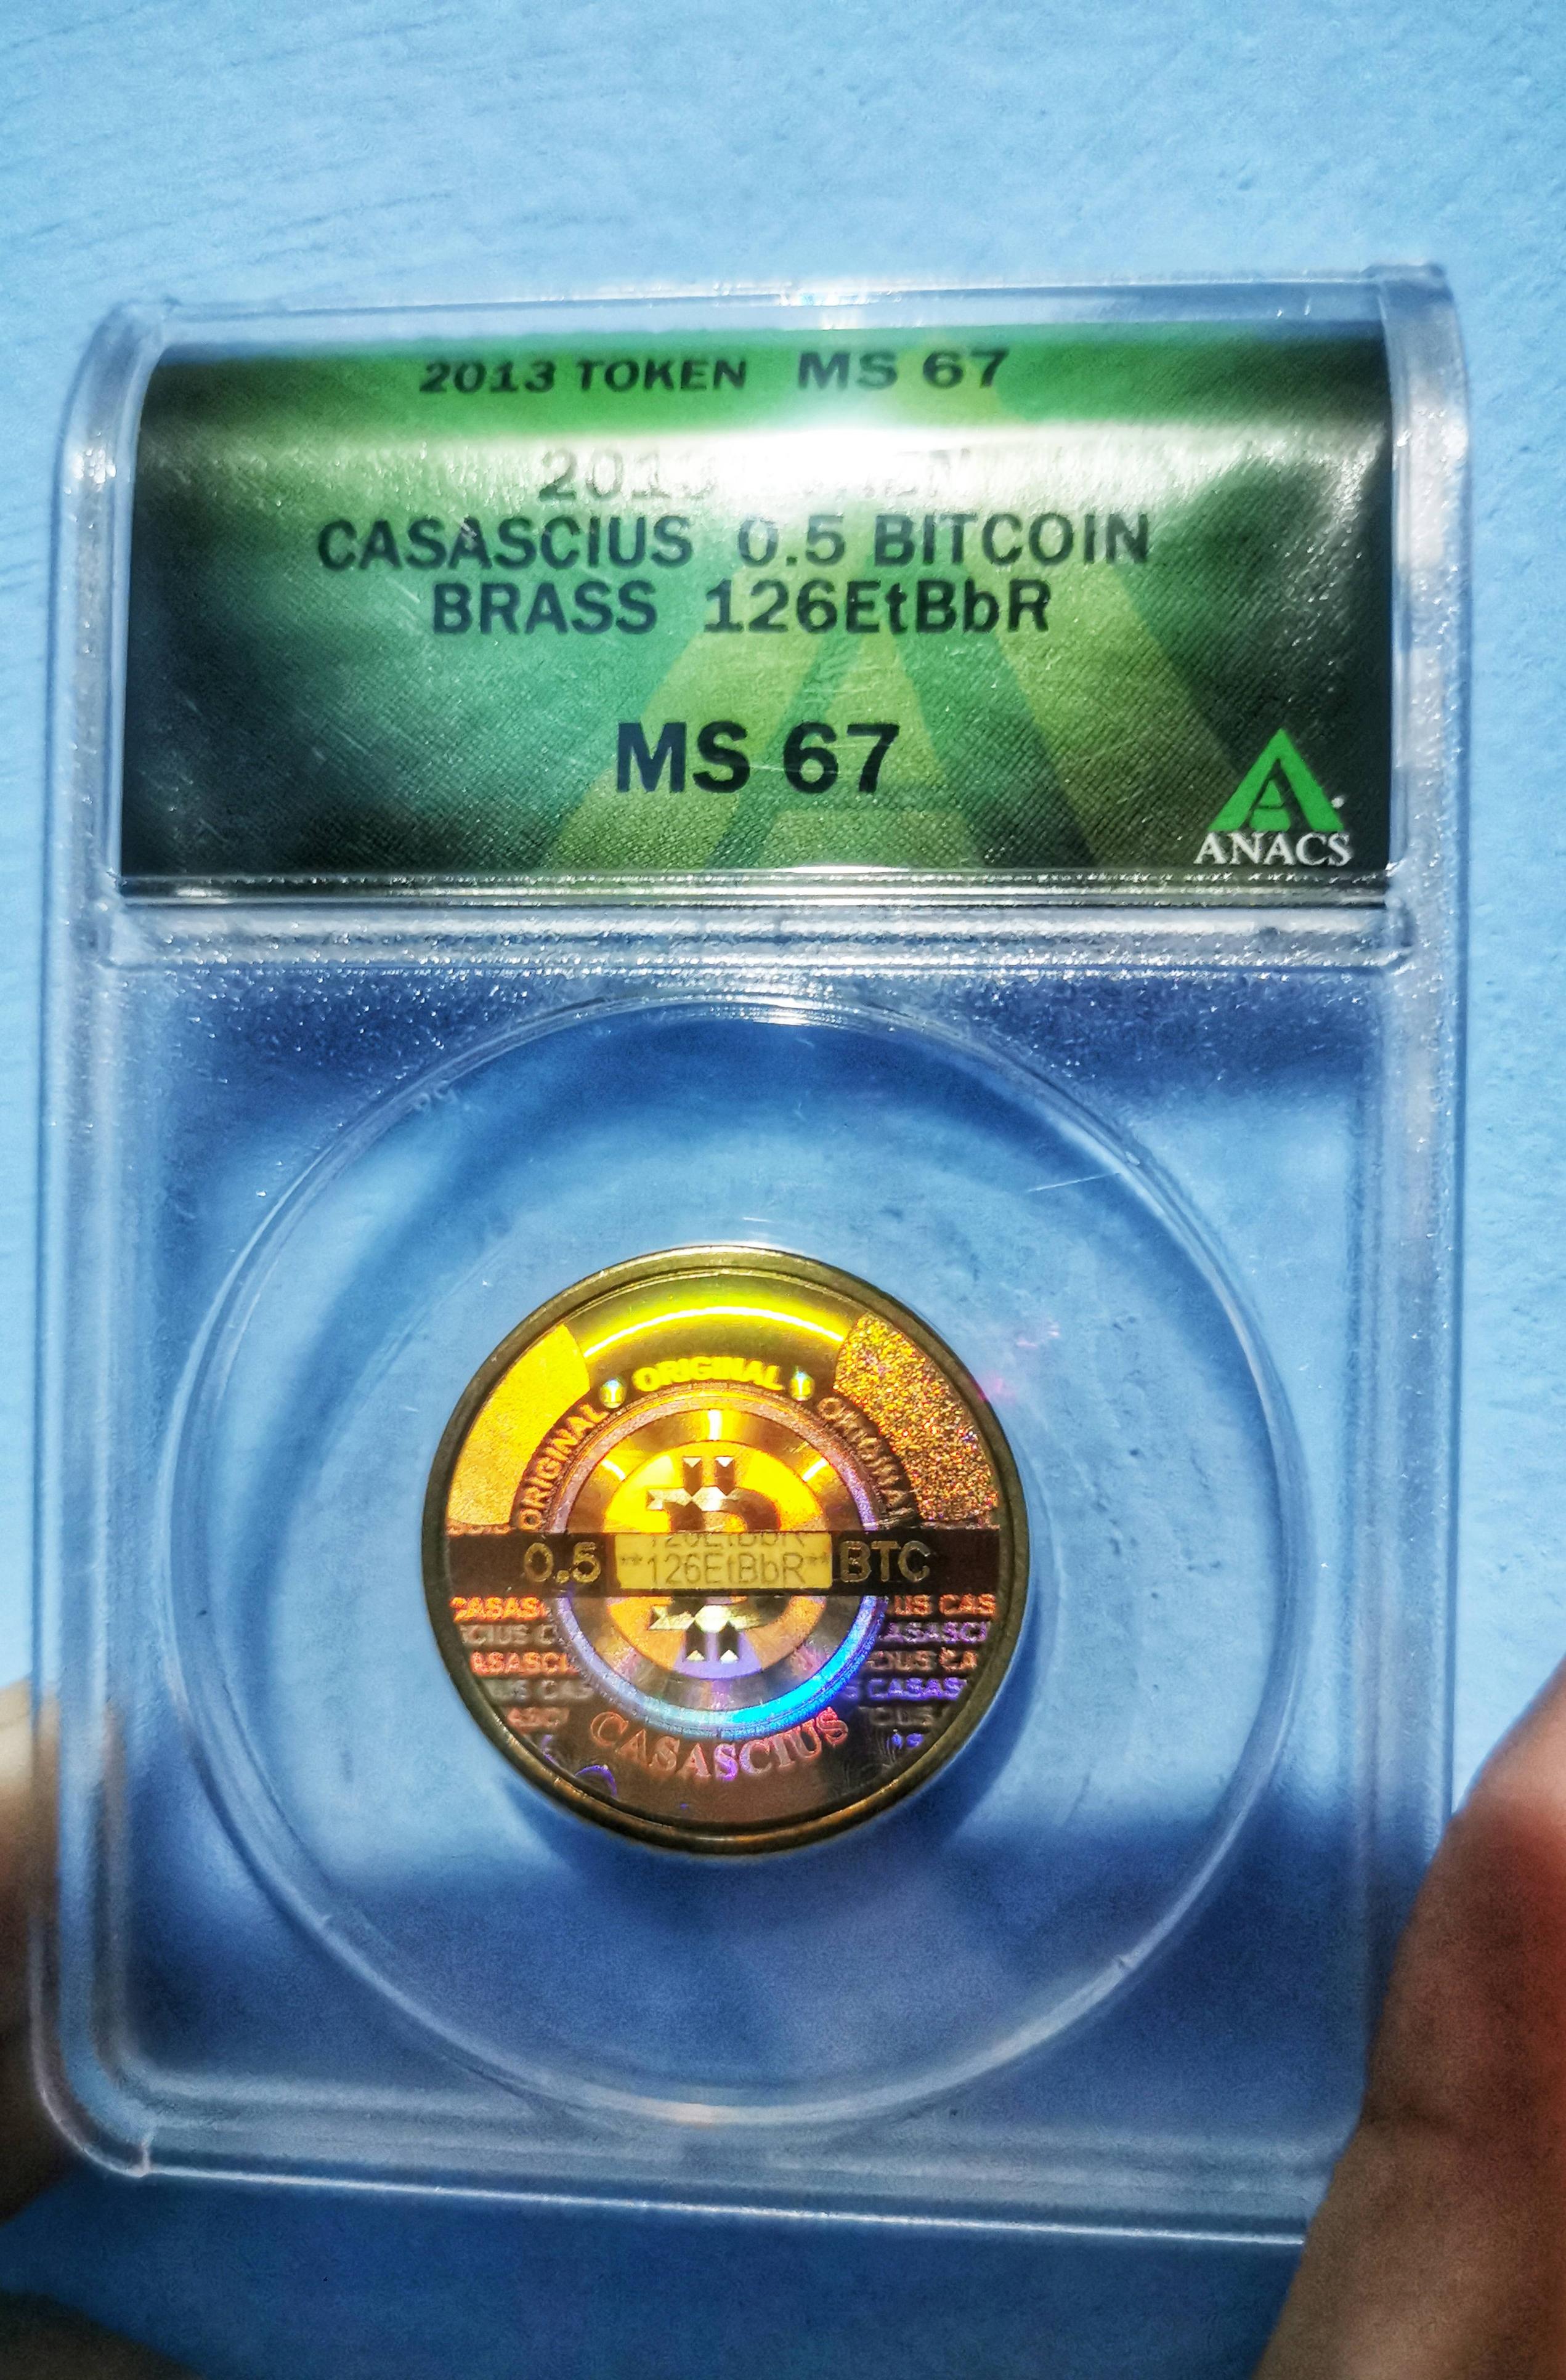 2013 TOKEN MS 67
2013
CASASCIUS 0.5 BITCOIN
BRASS 126EtBbR
MS 67
ANACS
ORIGINAL
ORIGINAL
0.5 **126EtBbR** BTC
CASASCIUS